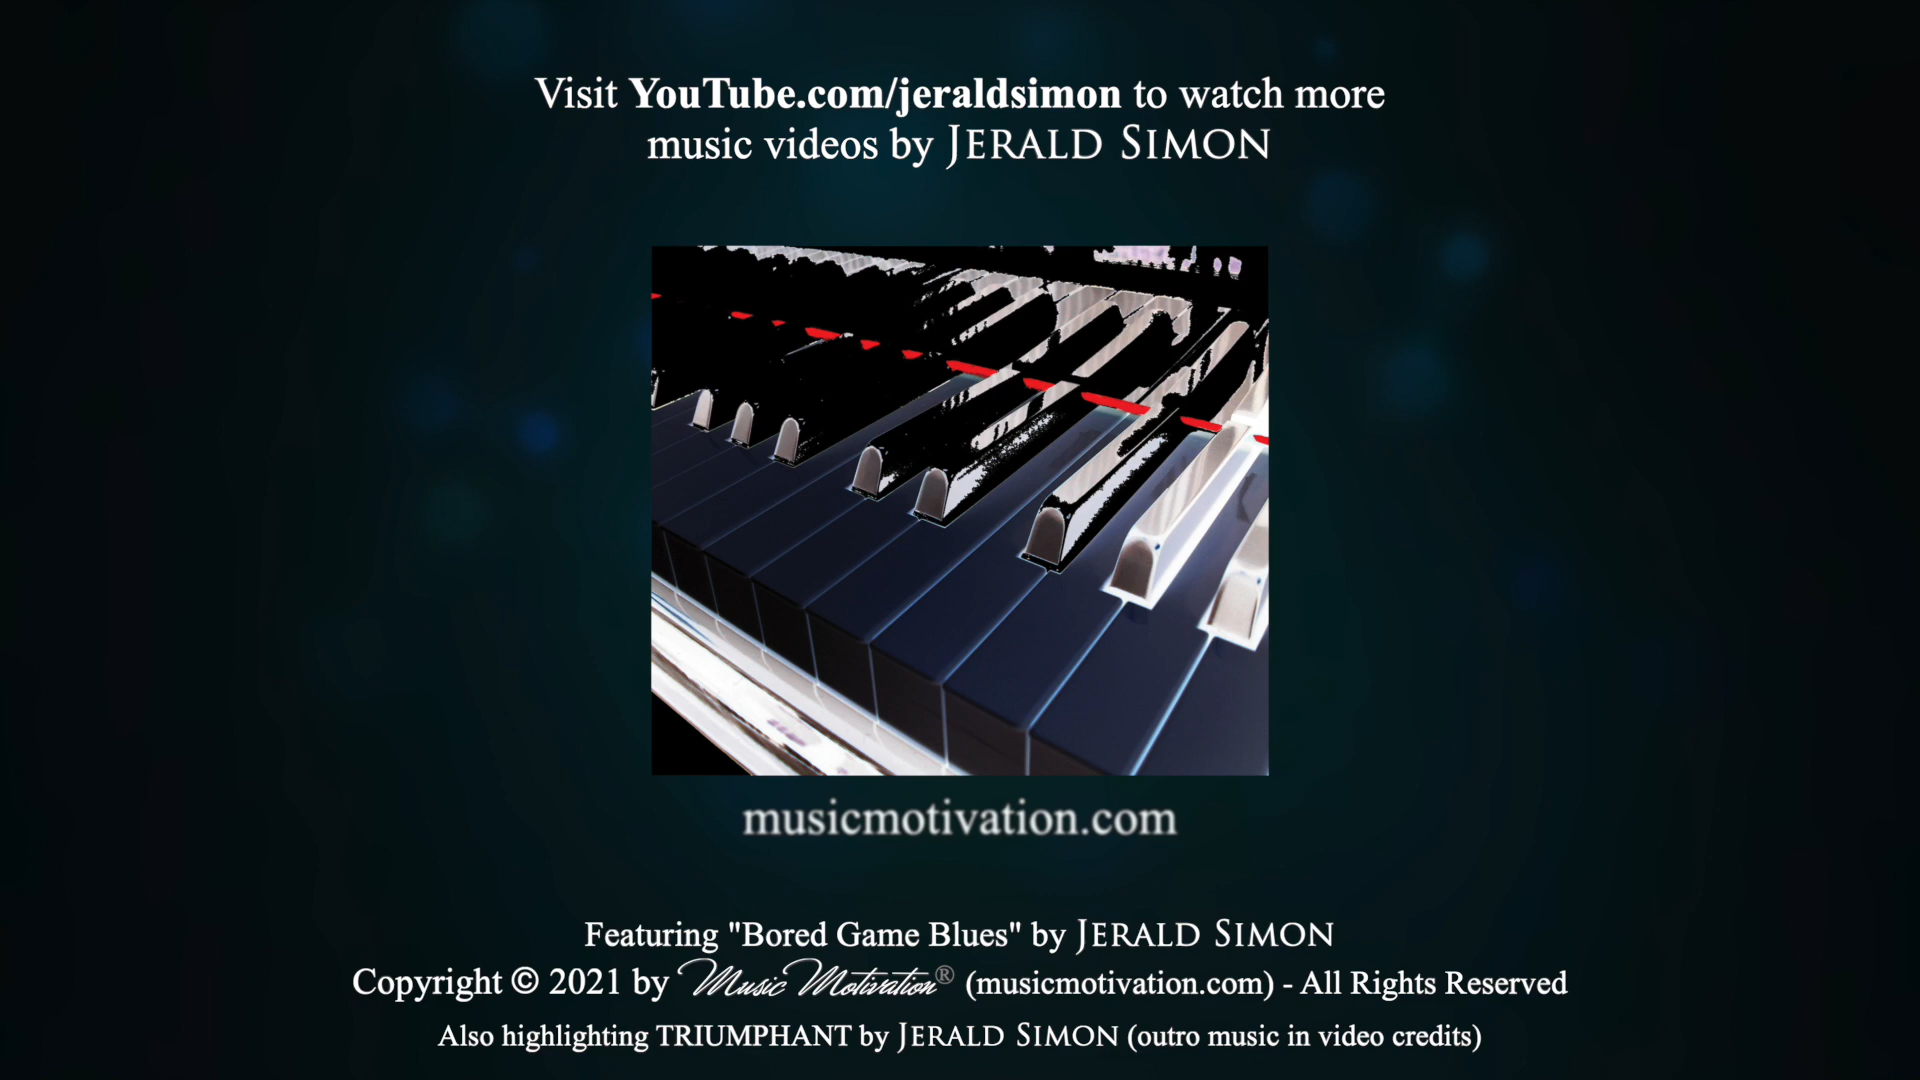 Visit YouTube.com/jeraldsimon to watch more
music videos by JERALD SIMON
musicmotivation.com
Featuring "Bored Game Blues" by JERALD SIMON
Copyright © 2021 by Music Motivation® (musicmotivation.com) - All Rights Reserved
Also highlighting TRIUMPHANT by JERALD SIMON (outro music in video credits)